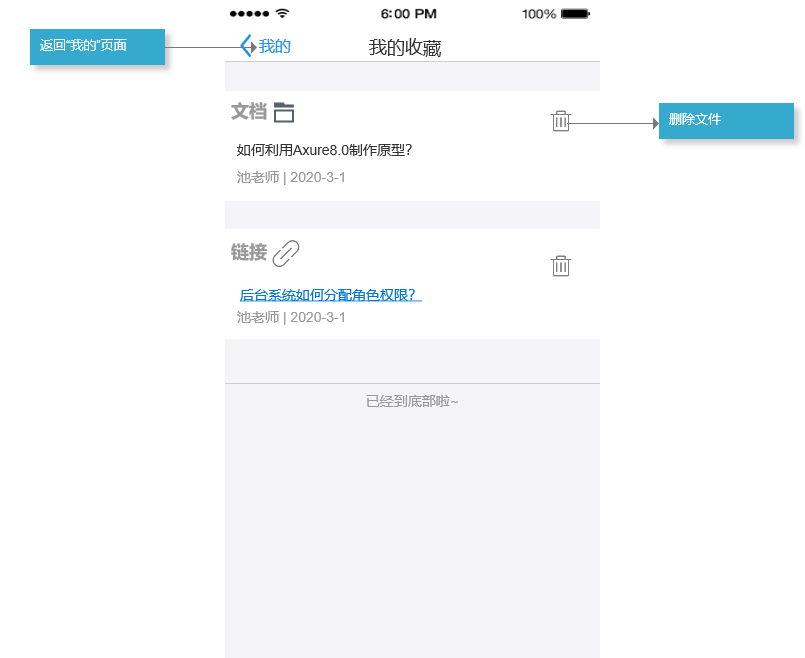 6:00 PM
100%
返回“我的”页面
我的
我的收藏
文档
删除文件
如何利用Axure8.0制作原型?
池老师 | 2020-3-1
链接
后台系统如何分配角色权限？
池老师 | 2020-3-1
已经到底部啦~